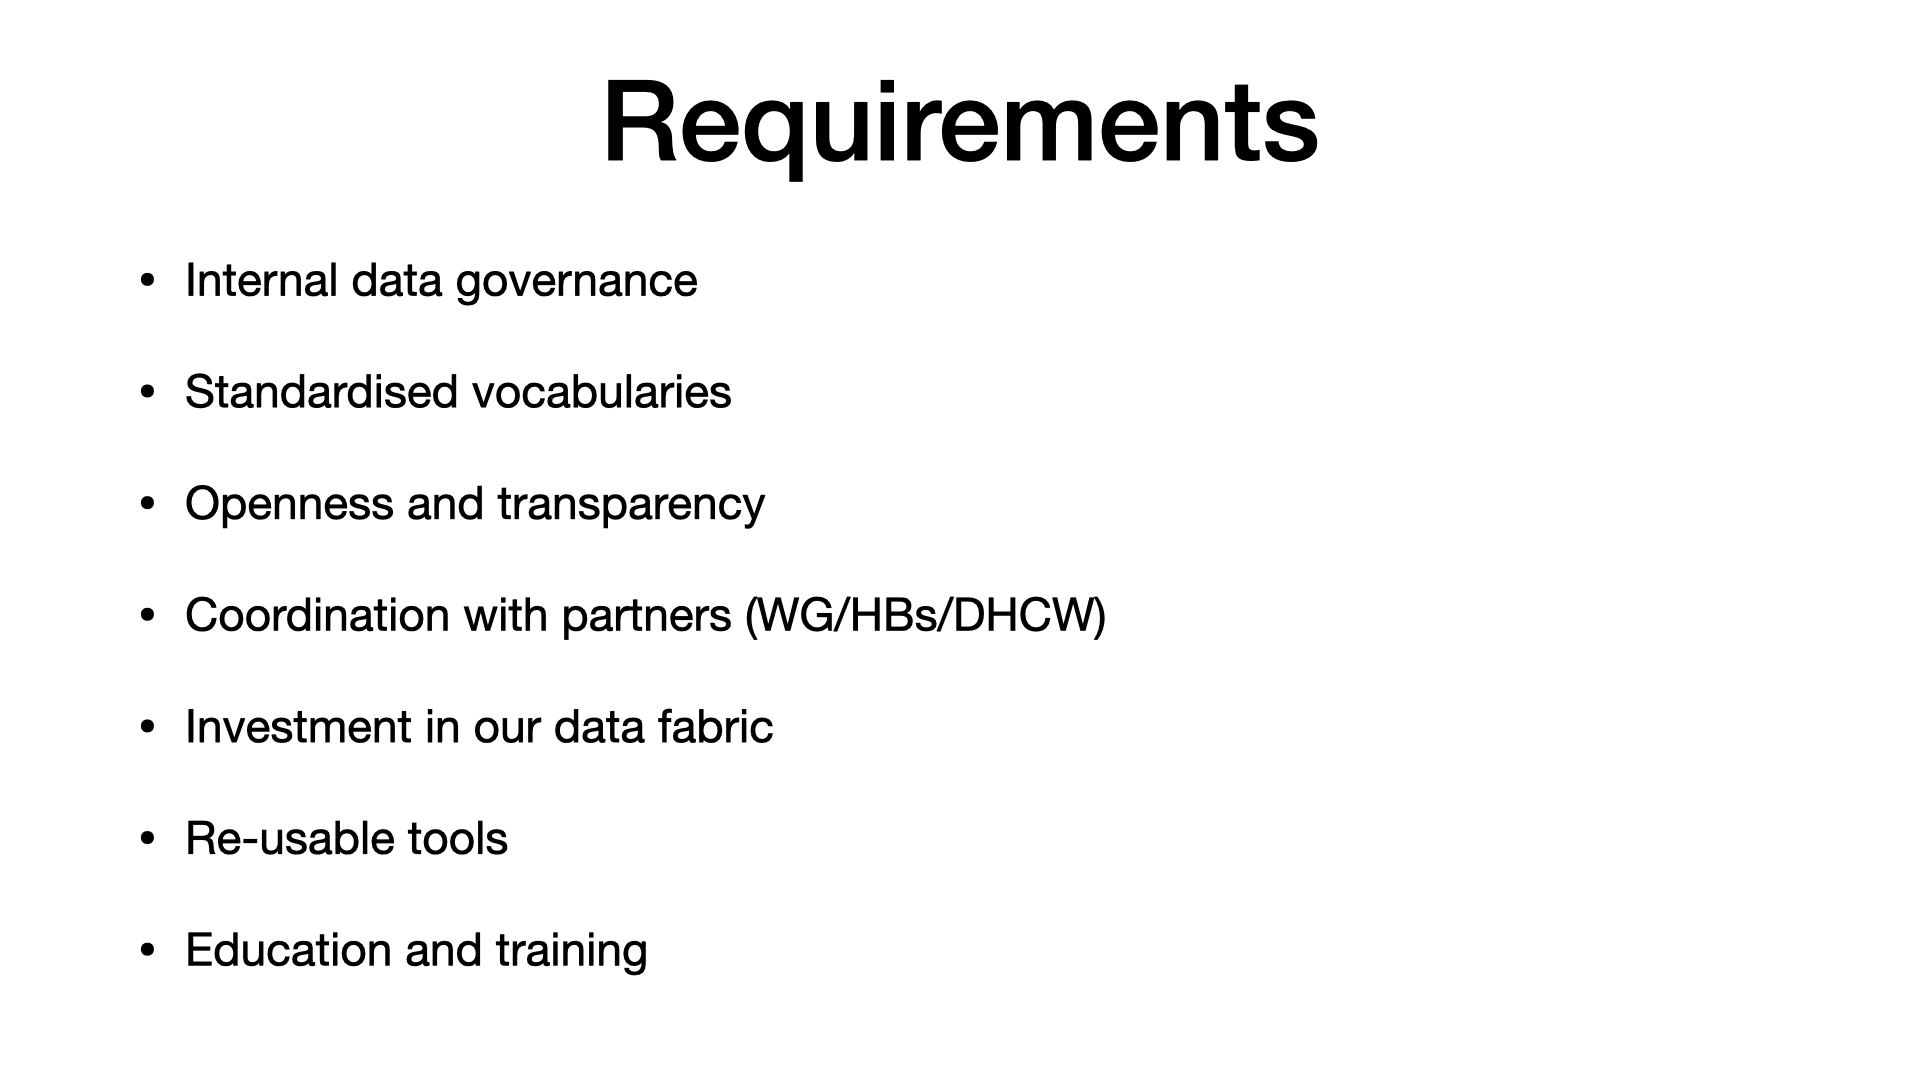 Requirements
• Internal data governance
• Standardised vocabularies
• Openness and transparency
• Coordination with partners (WG/HBs/DHCW)
• Investment in our data fabric
• Re-usable tools
• Education and training